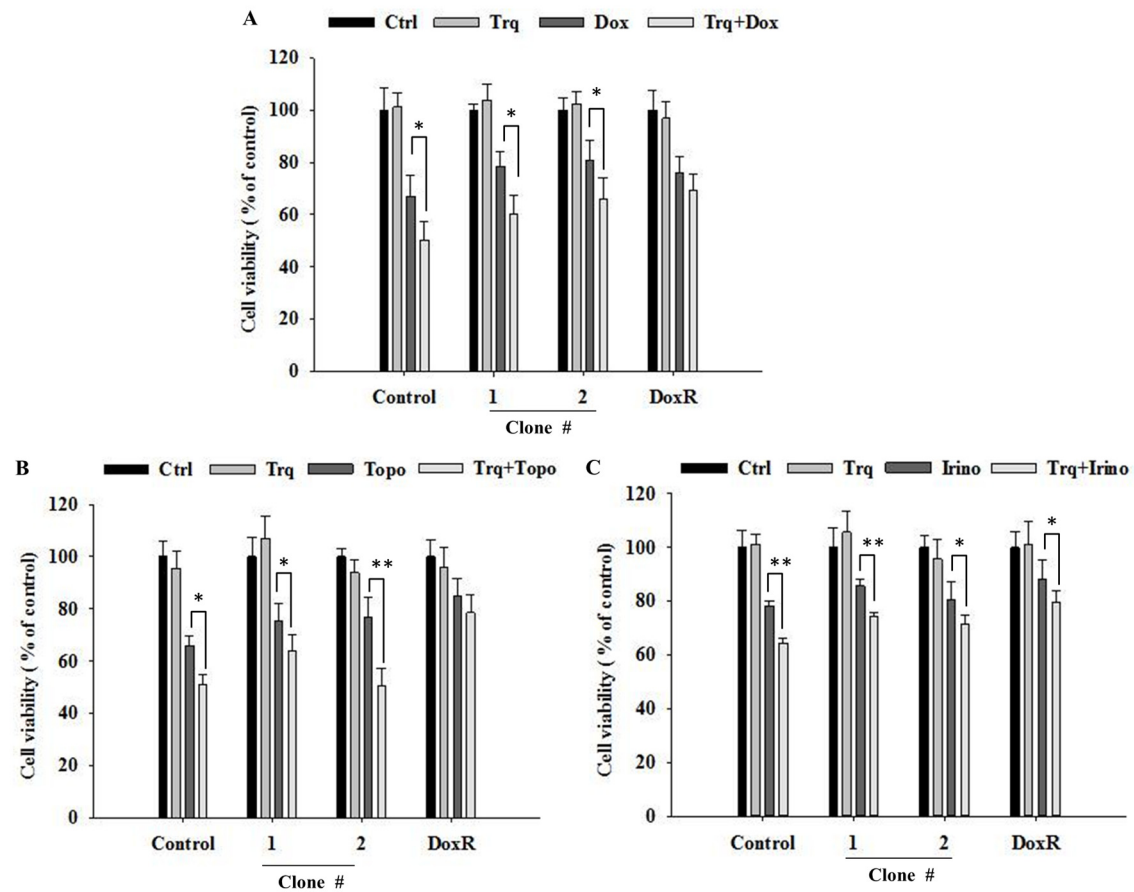 A
Ctrl Trq Dox Trq+Dox
Cell viability ( % of control)
120
100
80
60
40
20
0
*
*
*
Control 1 2 DoxR
Clone #
B
Ctrl Trq Topo Trq+Topo
Cell viability ( % of control)
120
100
80
60
40
20
0
*
*
**
Control 1 2 DoxR
Clone #
C
Ctrl Trq Irino Trq+Irino
Cell viability ( % of control)
120
100
80
60
40
20
0
**
**
*
*
Control 1 2 DoxR
Clone #